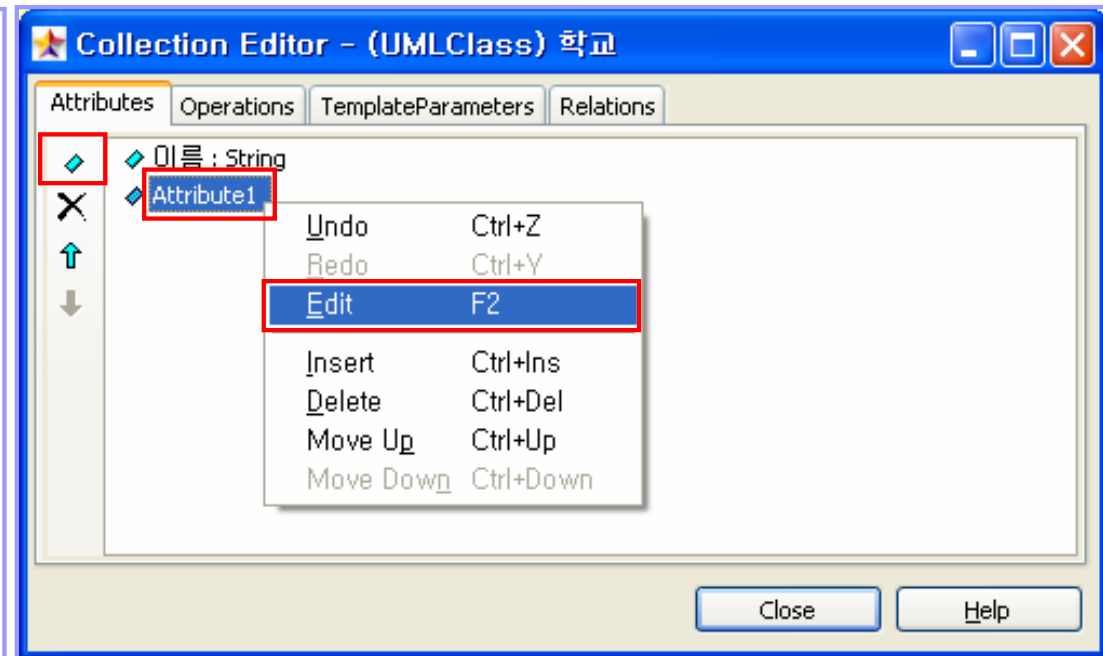 Collection Editor - (UMLClass) 학교
Attributes Operations TemplateParameters Relations
이름 : String
Attribute1
Undo Ctrl+Z
Redo Ctrl+Y
Edit F2
Insert Ctrl+Ins
Delete Ctrl+Del
Move Up Ctrl+Up
Move Down Ctrl+Down
Close Help